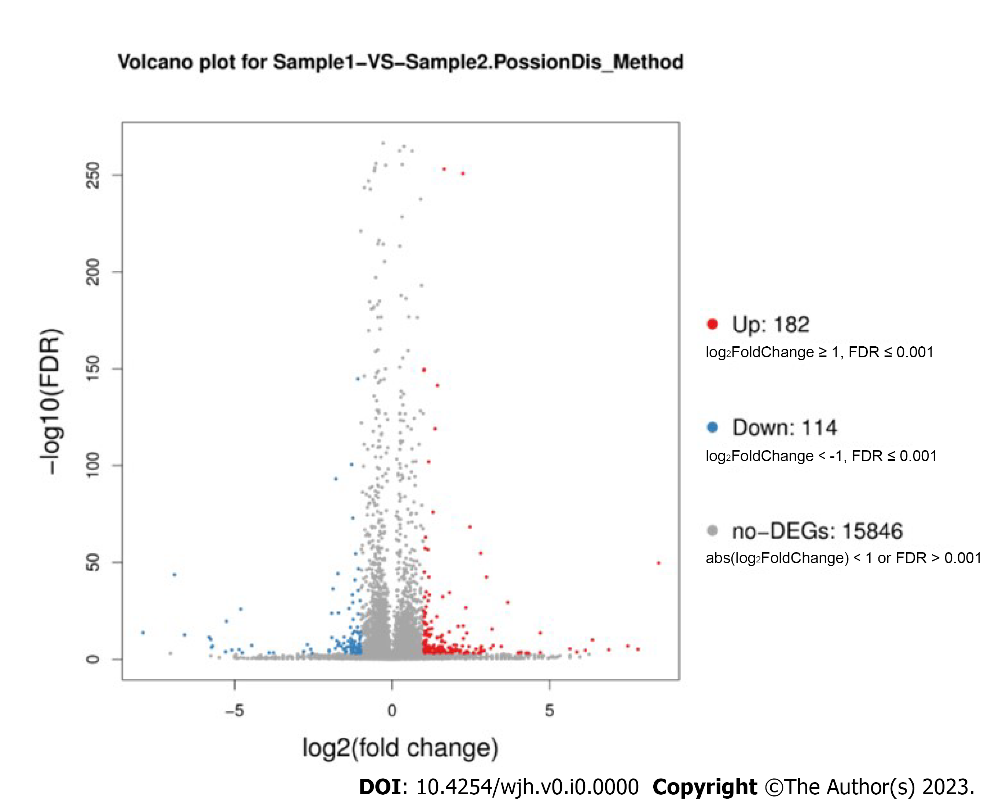 Volcano plot for Sample1−VS−Sample2.PossionDis_Method
−log10(FDR)
250
200
150
100
50
0
−5
0
5
log2(fold change)
Up: 182
log₂FoldChange ≥ 1, FDR ≤ 0.001
Down: 114
log₂FoldChange < -1, FDR ≤ 0.001
no−DEGs: 15846
abs(log₂FoldChange) < 1 or FDR > 0.001
DOI: 10.4254/wjh.v0.i0.0000 Copyright ©The Author(s) 2023.